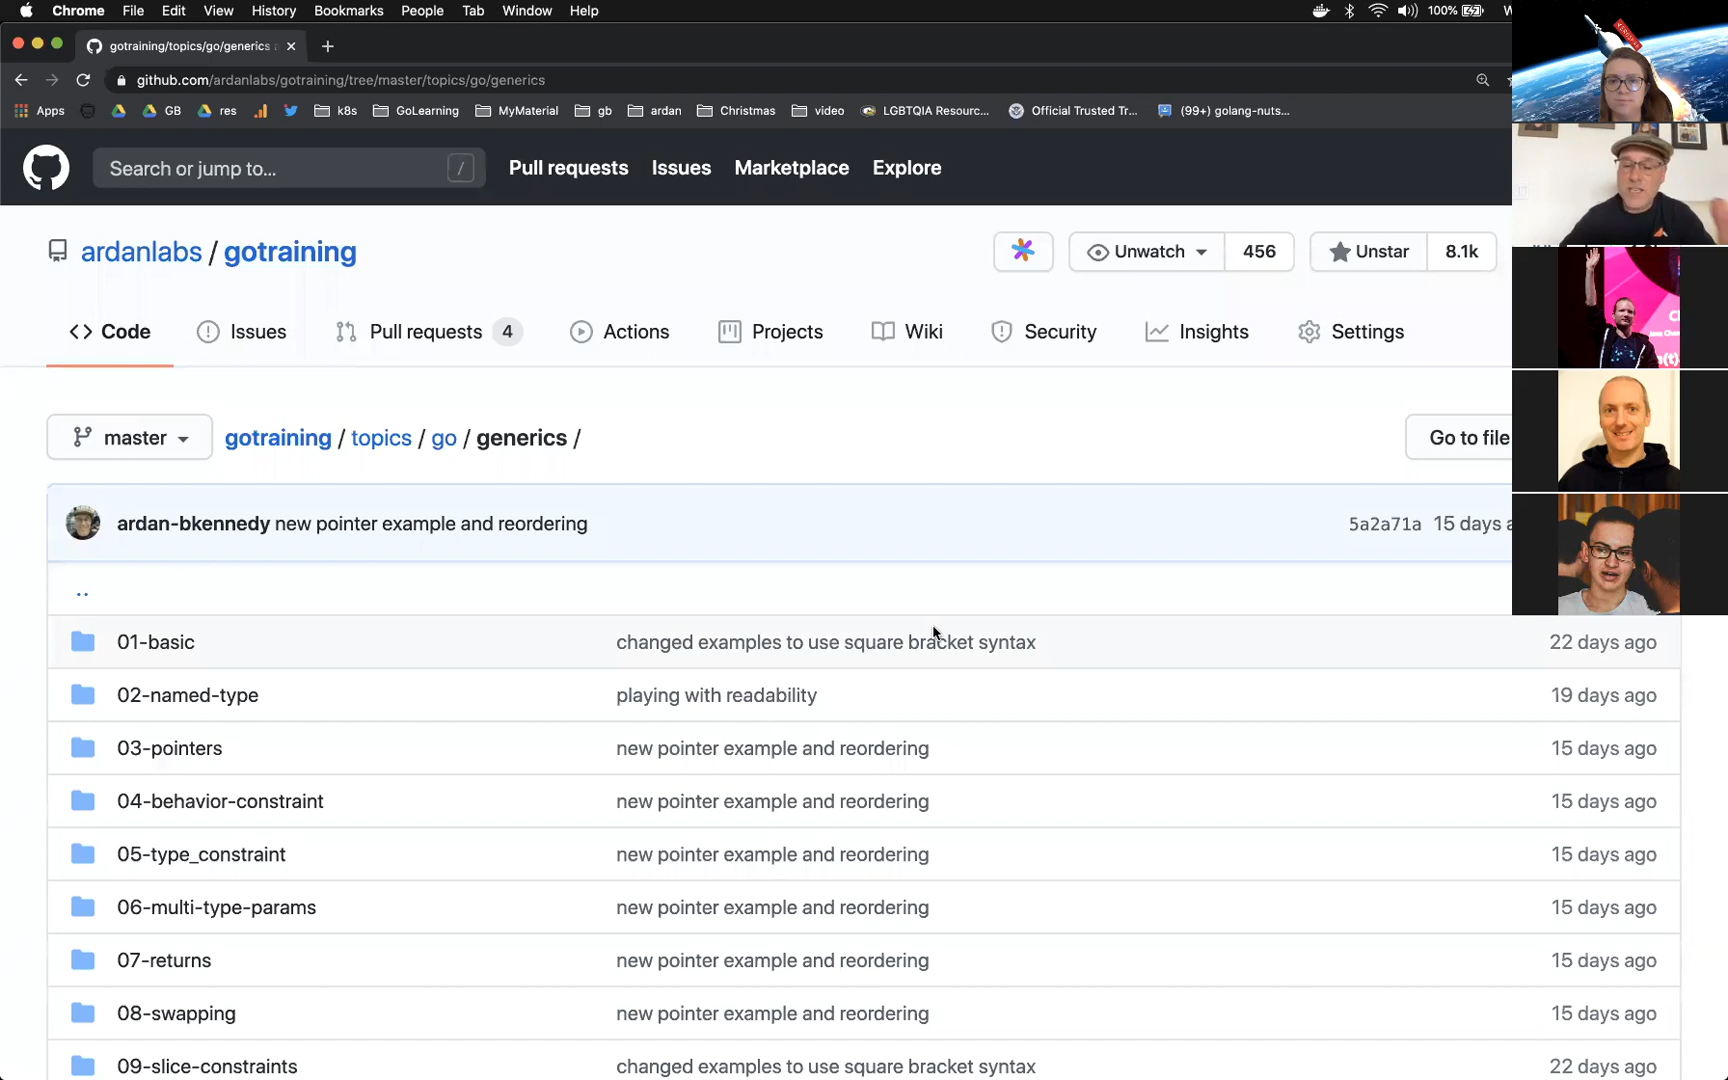 Chrome File Edit View History Bookmarks People Tab Window Help 100%
gotraining/topics/go/generics
github.com/ardanlabs/gotraining/tree/master/topics/go/generics
Apps GB res k8s GoLearning MyMaterial gb ardan Christmas video LGBTQIA Resourc... Official Trusted Tr... (99+) golang-nuts...
Search or jump to... / Pull requests Issues Marketplace Explore
ardanlabs / gotraining Unwatch 456 Unstar 8.1k
Code Issues Pull requests 4 Actions Projects Wiki Security Insights Settings
master gotraining / topics / go / generics / Go to file
ardan-bkennedy new pointer example and reordering 5a2a71a 15 days
..
01-basic changed examples to use square bracket syntax 22 days ago
02-named-type playing with readability 19 days ago
03-pointers new pointer example and reordering 15 days ago
04-behavior-constraint new pointer example and reordering 15 days ago
05-type_constraint new pointer example and reordering 15 days ago
06-multi-type-params new pointer example and reordering 15 days ago
07-returns new pointer example and reordering 15 days ago
08-swapping new pointer example and reordering 15 days ago
09-slice-constraints changed examples to use square bracket syntax 22 days ago